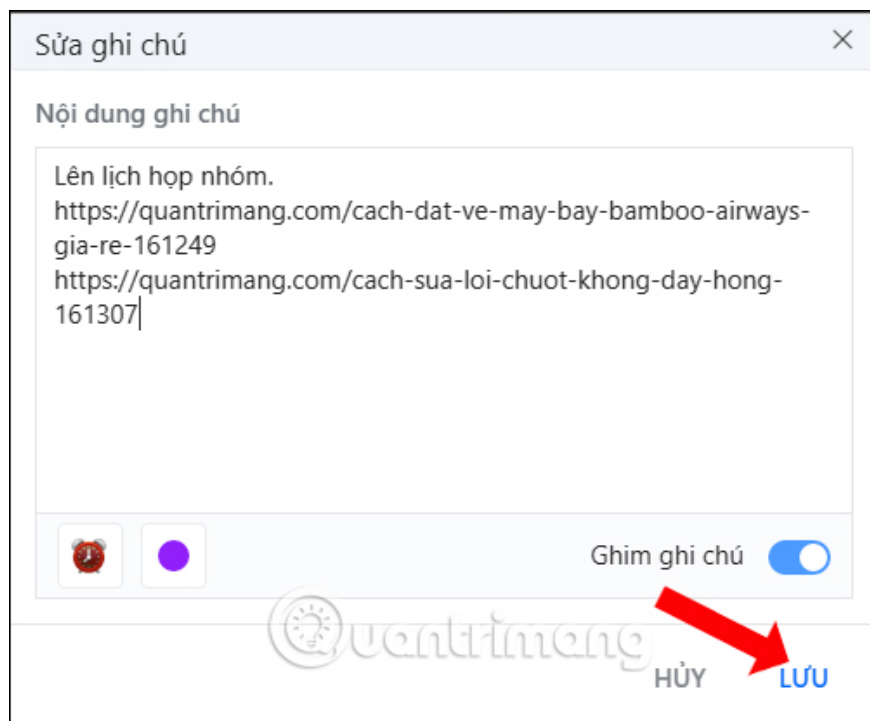 Sửa ghi chú
Nội dung ghi chú
Lên lịch họp nhóm.
https://quantrimang.com/cach-dat-ve-may-bay-bamboo-airways-
gia-re-161249
https://quantrimang.com/cach-sua-loi-chuot-khong-day-hong-
161307
Ghim ghi chú
Quantrimang
HỦY LƯU